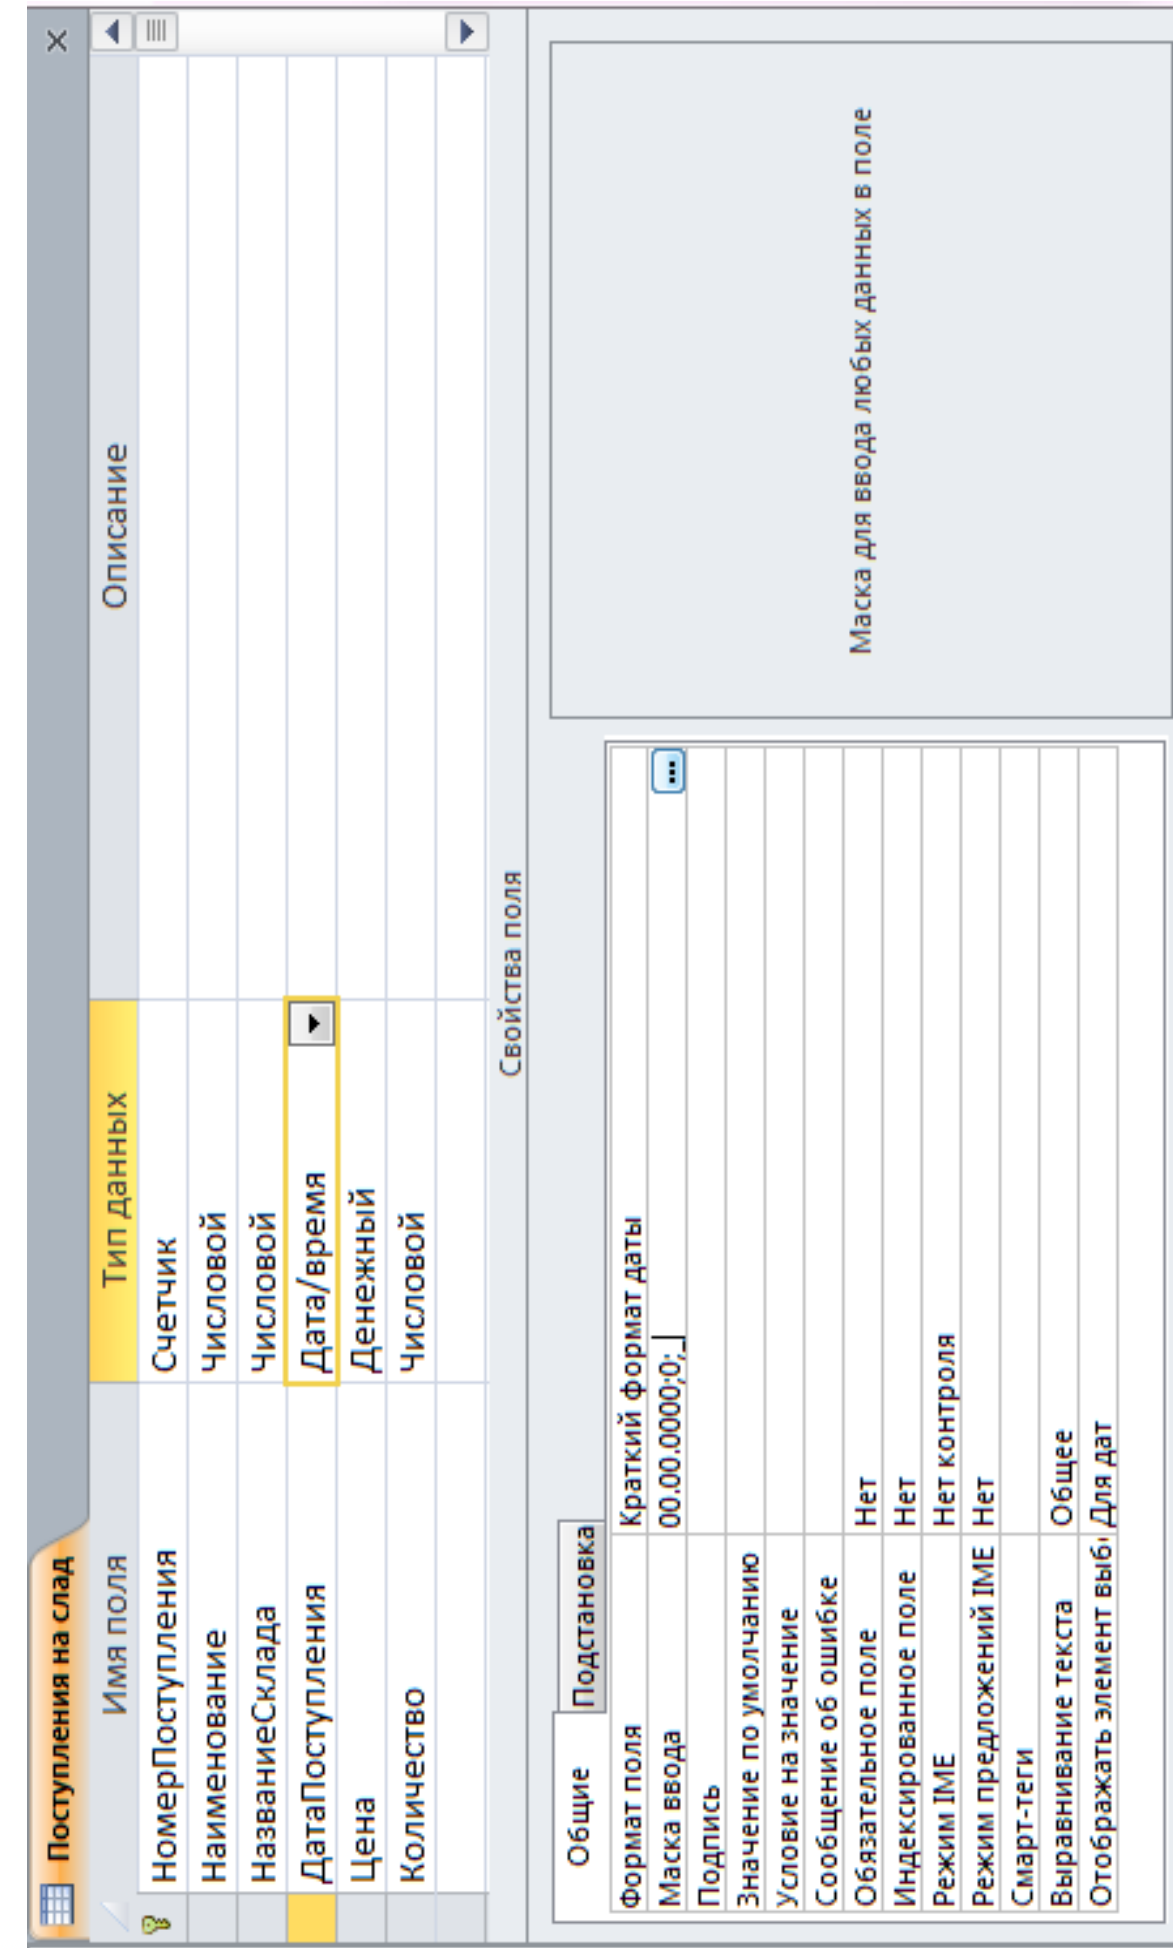 Поступления на слад
Имя поля Тип данных Описание
НомерПоступления Счетчик
Наименование Числовой
НазваниеСклада Числовой
ДатаПоступления Дата/время
Цена Денежный
Количество Числовой
Свойства поля
Общие Подстановка
Формат поля Краткий формат даты
Маска ввода 00.00.0000;0;_
Подпись
Значение по умолчанию
Условие на значение
Сообщение об ошибке
Обязательное поле Нет
Индексированное поле Нет
Режим IME Нет контроля
Режим предложений IME Нет
Смарт-теги
Выравнивание текста Общее
Отображать элемент выб Для дат
Маска для ввода любых данных в поле